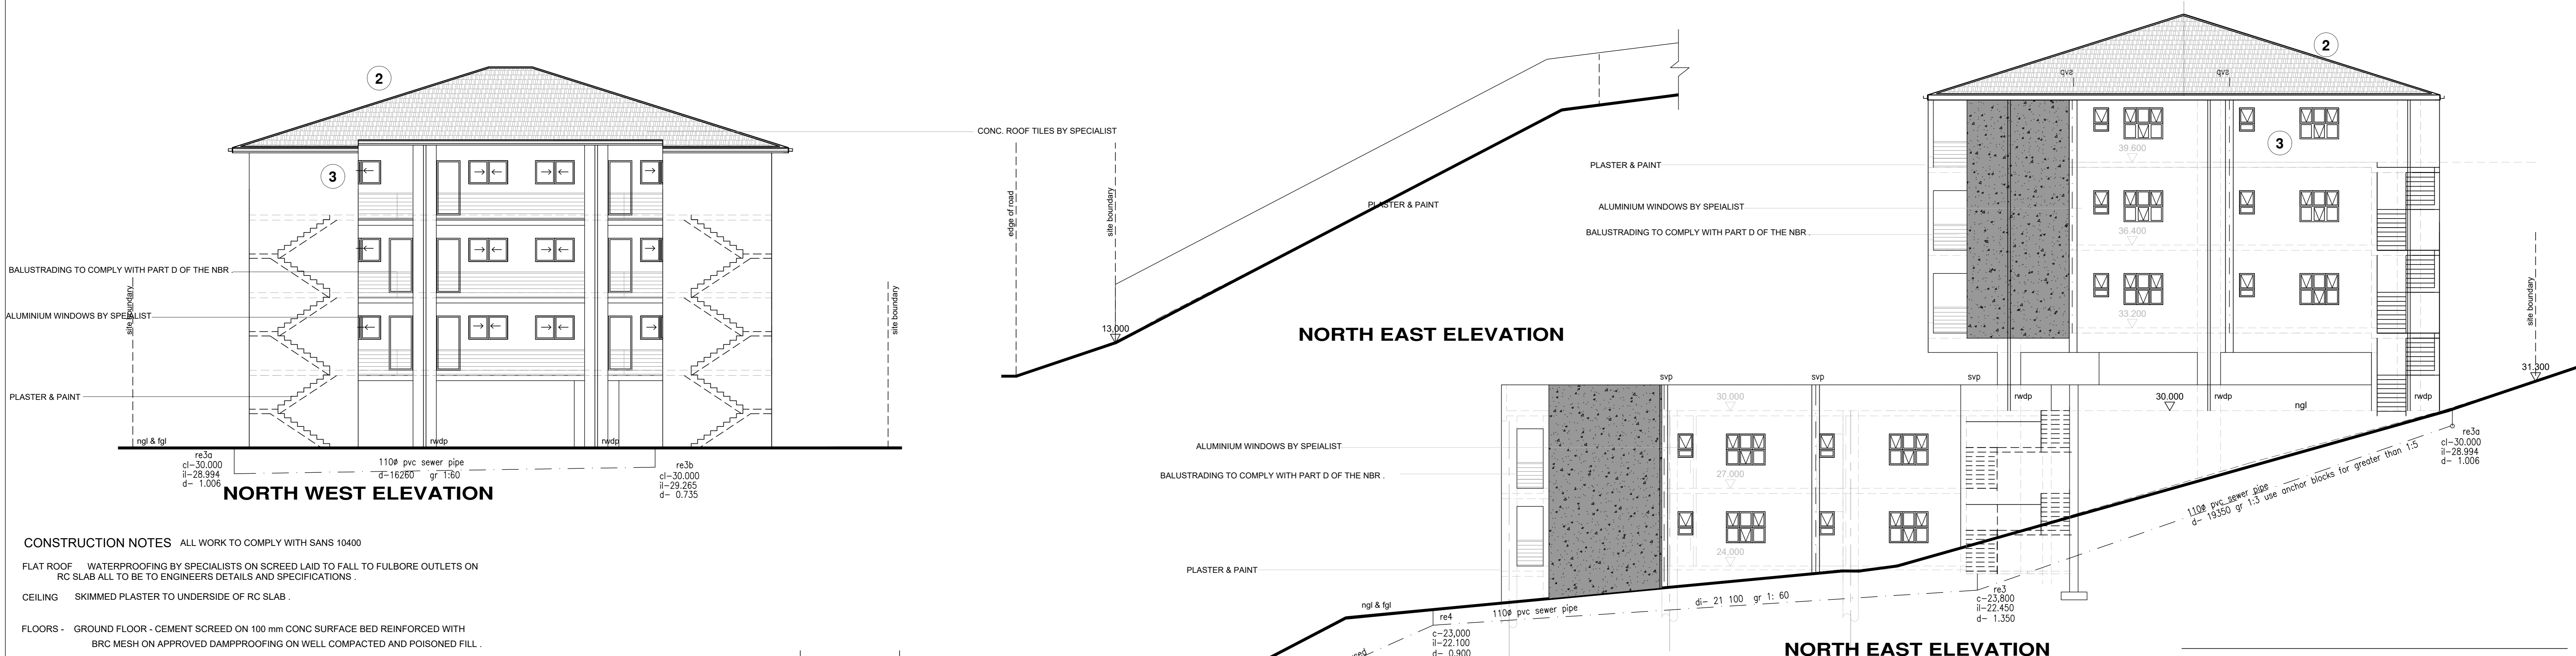 2
3
BALUSTRADING TO COMPLY WITH PART D OF THE NBR .
site boundary
ALUMINIUM WINDOWS BY SPEIALIST
PLASTER & PAINT
site boundary
ngl & fgl
rwdp
rwdp
re3a
cl-30.000
il-28.994
d- 1.006
110ø pvc sewer pipe
d-16260 gr 1:60
re3b
cl-30.000
il-29.265
d- 0.735
NORTH WEST ELEVATION
CONSTRUCTION NOTES ALL WORK TO COMPLY WITH SANS 10400
FLAT ROOF WATERPROOFING BY SPECIALISTS ON SCREED LAID TO FALL TO FULBORE OUTLETS ON
RC SLAB ALL TO BE TO ENGINEERS DETAILS AND SPECIFICATIONS .
CEILING SKIMMED PLASTER TO UNDERSIDE OF RC SLAB .
FLOORS - GROUND FLOOR - CEMENT SCREED ON 100 mm CONC SURFACE BED REINFORCED WITH
BRC MESH ON APPROVED DAMPPROOFING ON WELL COMPACTED AND POISONED FILL .
CONC. ROOF TILES BY SPECIALIST
edge of road
site boundary
13,000
PLASTER & PAINT
NORTH EAST ELEVATION
2
svp
svp
3
PLASTER & PAINT
ALUMINIUM WINDOWS BY SPEIALIST
BALUSTRADING TO COMPLY WITH PART D OF THE NBR .
39.600
36.400
33.200
site boundary
31.300
svp
svp
svp
rwdp
30.000
rwdp
ngl
rwdp
30.000
27.000
24.000
ALUMINIUM WINDOWS BY SPEIALIST
BALUSTRADING TO COMPLY WITH PART D OF THE NBR .
PLASTER & PAINT
re3a
cl-30.000
il-28.994
d- 1.006
110ø pvc sewer pipe
d- 19350 gr 1:3 use anchor blocks for greater than 1:5
ngl & fgl
re4
c-23,000
il-22.100
d- 0.900
110ø pvc sewer pipe
di- 21 100 gr 1: 60
re3
c-23,800
il-22.450
d- 1.350
NORTH EAST ELEVATION